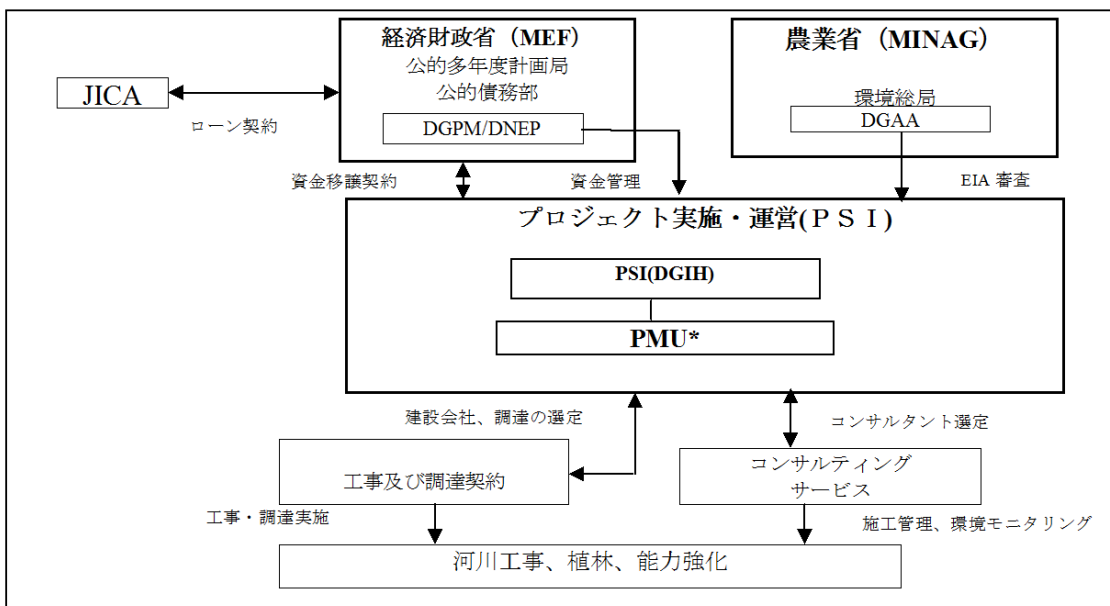 経済財政省（MEF）
公的多年度計画局
公的債務部
DGPM/DNEP
農業省（MINAG）
環境総局
DGAA
JICA
ローン契約
資金移譲契約
資金管理
EIA 審査
プロジェクト実施・運営(ＰＳＩ)
PSI(DGIH)
PMU*
建設会社、調達の選定
コンサルタント選定
工事及び調達契約
コンサルティング
サービス
工事・調達実施
施工管理、環境モニタリング
河川工事、植林、能力強化